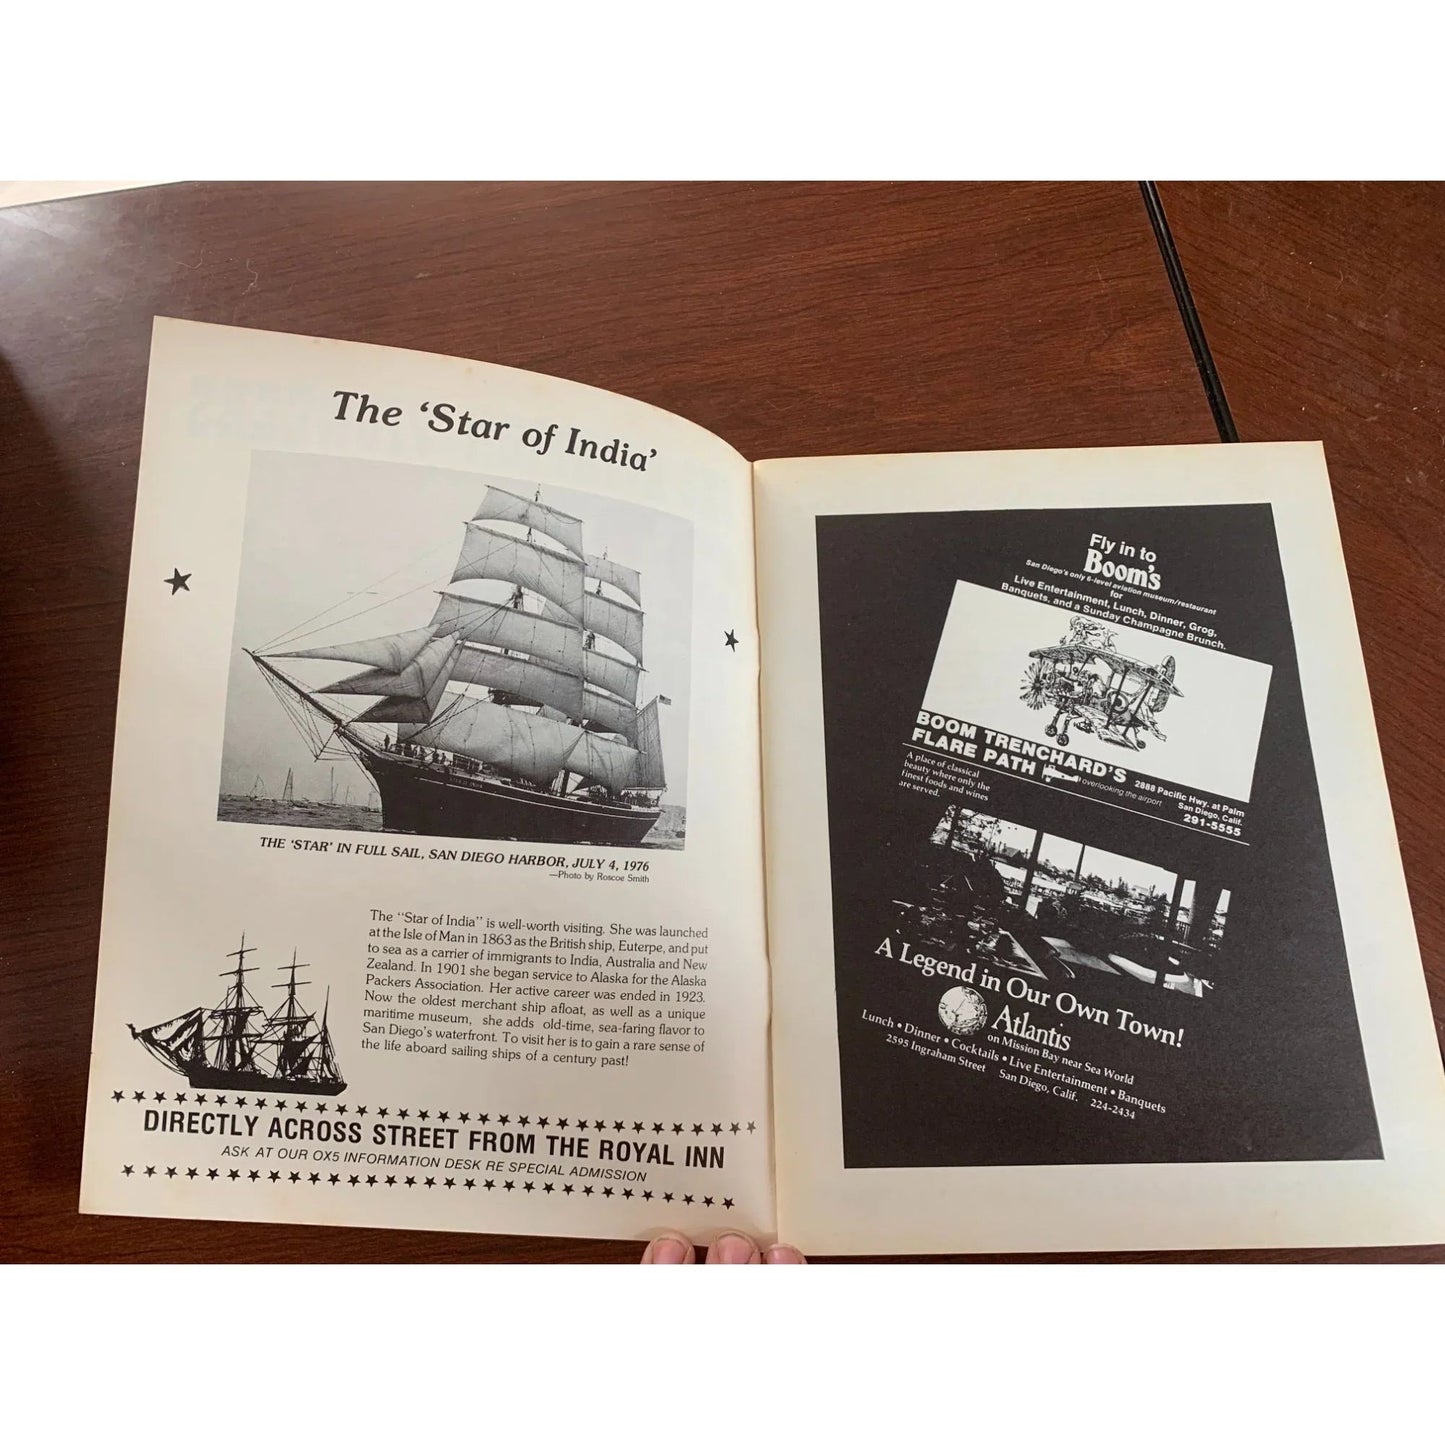 The 'Star of India'
THE 'STAR' IN FULL SAIL, SAN DIEGO HARBOR, JULY 4, 1976
—Photo by Roscoe Smith
The "Star of India" is well-worth visiting. She was launched
at the Isle of Man in 1863 as the British ship, Euterpe, and put
to sea as a carrier of immigrants to India, Australia and New
Zealand. In 1901 she began service to Alaska for the Alaska
Packers Association. Her active career was ended in 1923.
Now the oldest merchant ship afloat, as well as a unique
maritime museum, she adds old-time, sea-faring flavor to
San Diego's waterfront. To visit her is to gain a rare sense of
the life aboard sailing ships of a century past!
DIRECTLY ACROSS STREET FROM THE ROYAL INN
ASK AT OUR OX5 INFORMATION DESK RE SPECIAL ADMISSION
Fly in to
Boom's
San Diego's only 6-level aviation museum/restaurant
for
Live Entertainment, Lunch, Dinner, Grog,
Banquets, and a Sunday Champagne Brunch.
BOOM TRENCHARD'S
FLARE PATH
overlooking the airport
2888 Pacific Hwy. at Palm
San Diego, Calif.
291-5555
A place of classical
beauty where only the
finest foods and wines
are served.
A Legend in Our Own Town!
Atlantis
on Mission Bay near Sea World
Lunch • Dinner • Cocktails • Live Entertainment • Banquets
2595 Ingraham Street San Diego, Calif. 224-2434